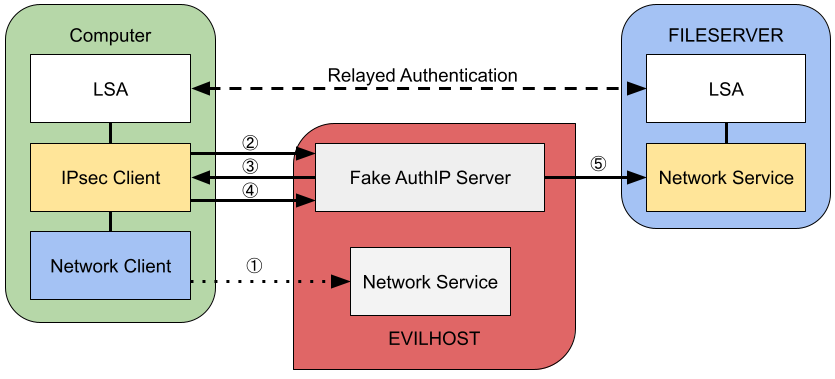 Computer
FILESERVER
LSA
Relayed Authentication
LSA
②
③
④
⑤
IPsec Client
Fake AuthIP Server
Network Service
Network Client
①
Network Service
EVILHOST